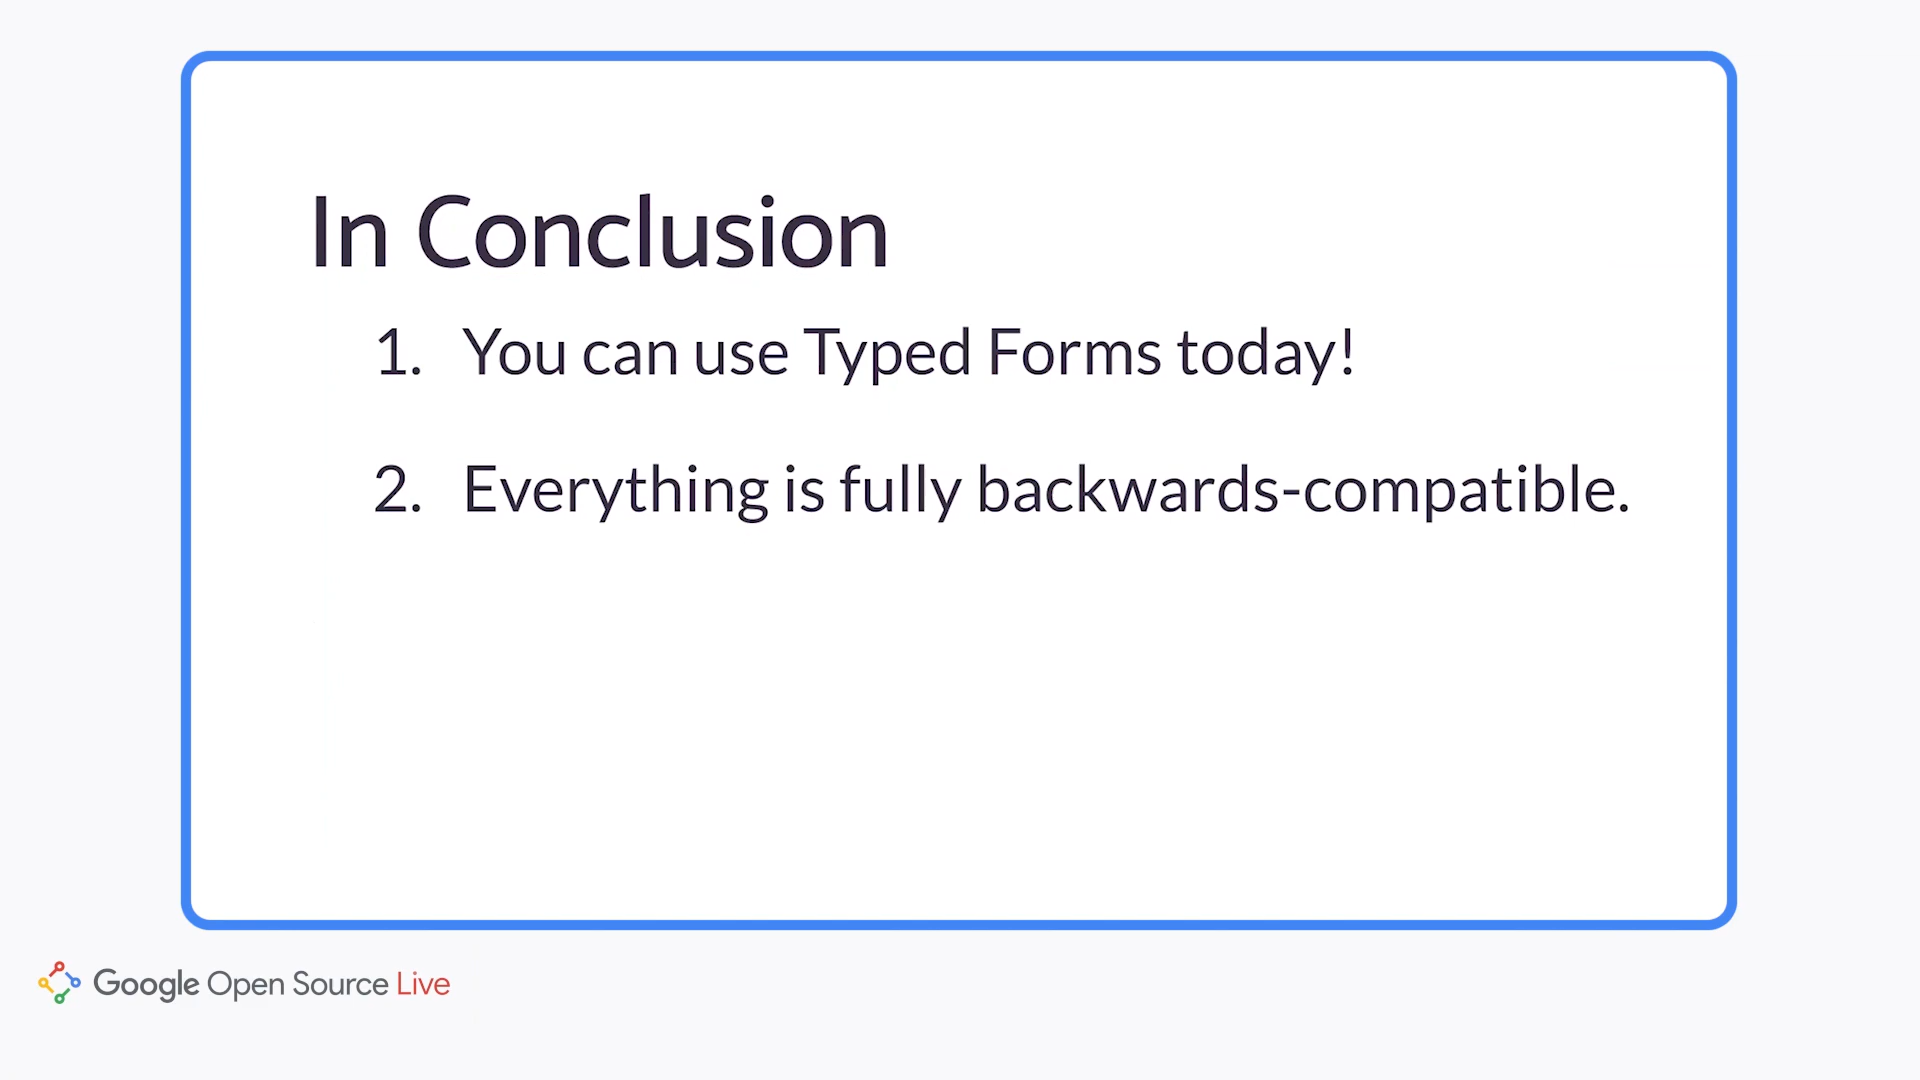 In Conclusion
1. You can use Typed Forms today!
2. Everything is fully backwards-compatible.
Google Open Source Live